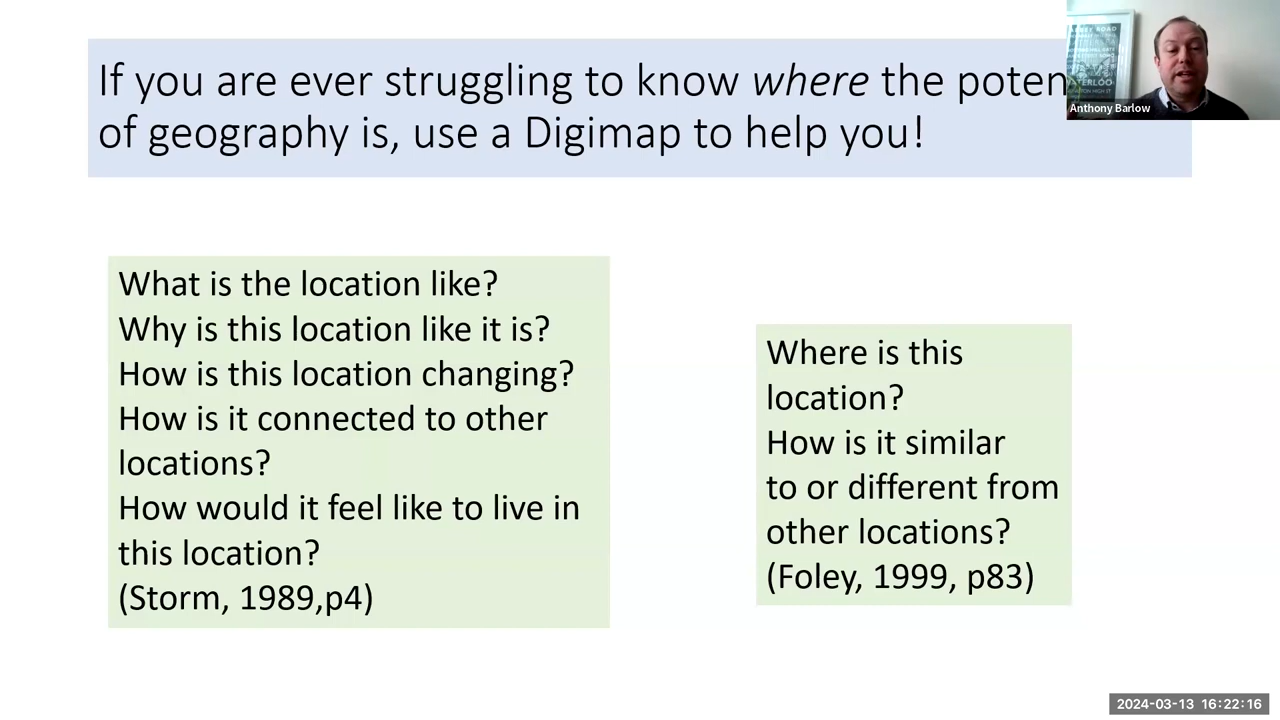 If you are ever struggling to know where the poten
of geography is, use a Digimap to help you!
Anthony Barlow
What is the location like?
Why is this location like it is?
How is this location changing?
How is it connected to other
locations?
How would it feel like to live in
this location?
(Storm, 1989,p4)
Where is this
location?
How is it similar
to or different from
other locations?
(Foley, 1999, p83)
2024-03-13 16:22:16